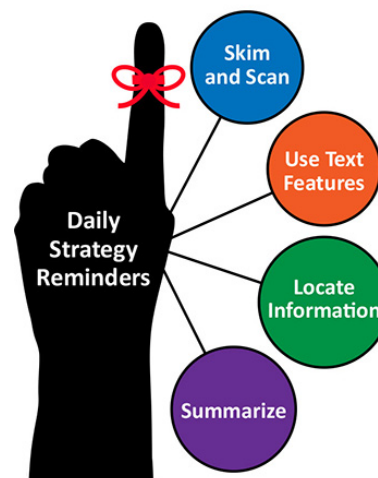 Daily
Strategy
Reminders
Skim
and Scan
Use Text
Features
Locate
Information
Summarize